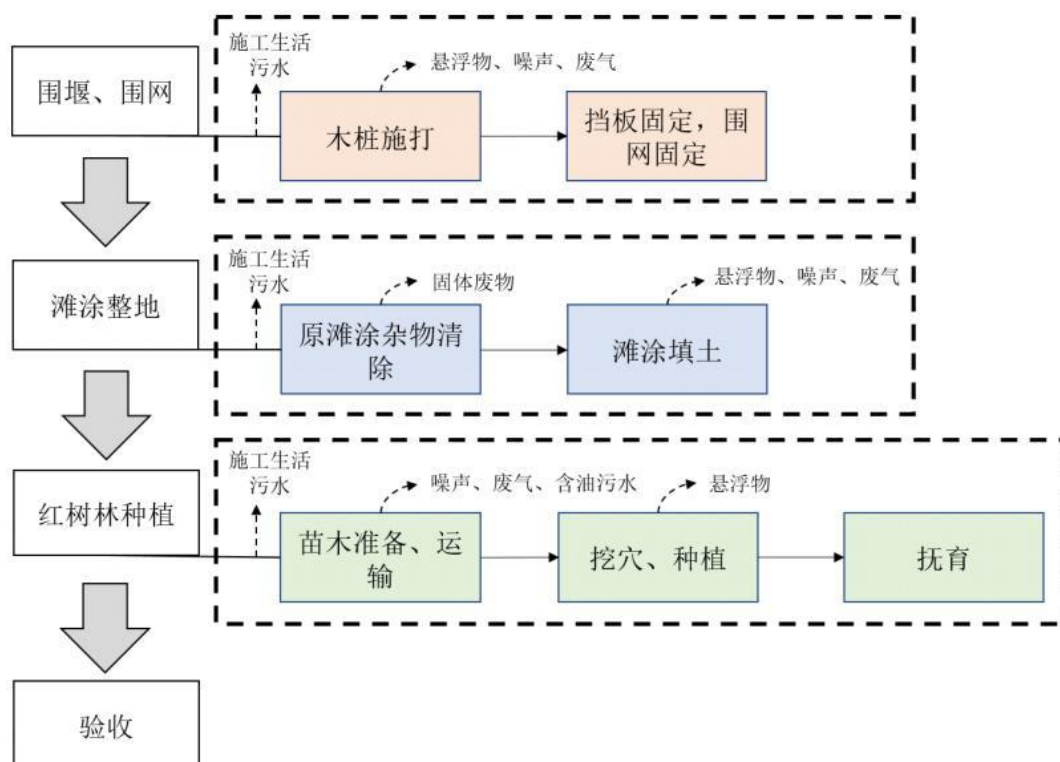 施工生活
污水
悬浮物、噪声、废气
围堰、围网
木桩施打
挡板固定，围
网固定
施工生活
污水
固体废物
悬浮物、噪声、废气
滩涂整地
原滩涂杂物清
除
滩涂填土
施工生活
污水
噪声、废气、含油污水
悬浮物
红树林种植
苗木准备、运
输
挖穴、种植
抚育
验收